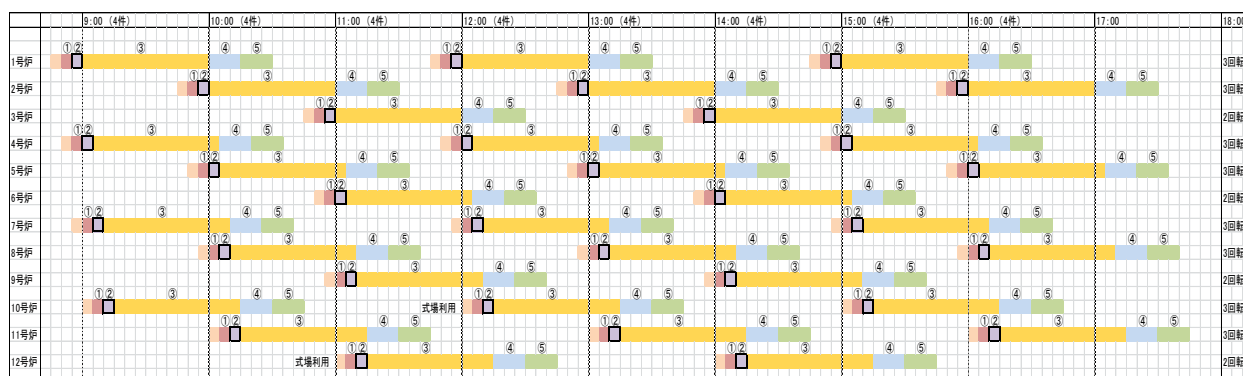 9:00 (4件) 10:00 (4件) 11:00 (4件) 12:00 (4件) 13:00 (4件) 14:00 (4件) 15:00 (4件) 16:00 (4件) 17:00 18:00
①② ③ ④ ⑤ ①② ③ ④ ⑤ ①② ③ ④ ⑤
1号炉 3回転
①② ③ ④ ⑤ ①② ③ ④ ⑤ ①② ③ ④ ⑤
2号炉 3回転
①② ③ ④ ⑤ ①② ③ ④ ⑤
3号炉 2回転
①② ③ ④ ⑤ ①② ③ ④ ⑤ ①② ③ ④ ⑤
4号炉 3回転
①② ③ ④ ⑤ ①② ③ ④ ⑤ ①② ③ ④ ⑤
5号炉 3回転
①② ③ ④ ⑤ ①② ③ ④ ⑤
6号炉 2回転
①② ③ ④ ⑤ ①② ③ ④ ⑤ ①② ③ ④ ⑤
7号炉 3回転
①② ③ ④ ⑤ ①② ③ ④ ⑤ ①② ③ ④ ⑤
8号炉 3回転
①② ③ ④ ⑤ ①② ③ ④ ⑤
9号炉 2回転
①② ③ ④ ⑤ ①② ③ ④ ⑤ ①② ③ ④ ⑤
10号炉 式場利用 3回転
①② ③ ④ ⑤ ①② ③ ④ ⑤ ①② ③ ④ ⑤
11号炉 3回転
①② ③ ④ ⑤ ①② ③ ④ ⑤
12号炉 式場利用 2回転